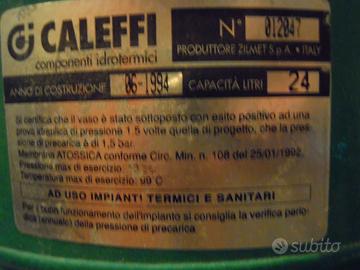 CALEFFI
componenti idrotermici
N° 012847
PRODUTTORE ZILMET S.p.A. • ITALY
ANNO DI COSTRUZIONE 06-1994 CAPACITÀ LITRI 24
Si certifica che il vaso è stato sottoposto con esito positivo ad una
prova idraulica di pressione 1.5 volte quella di progetto, che la pres-
sione di precarica è di 1,5 bar.
Membrana ATOSSICA conforme Circ. Min. n. 108 del 25/01/1992.
Pressione max di esercizio:
Temperatura max di esercizio: 99°C
AD USO IMPIANTI TERMICI E SANITARI
Per il buon funzionamento dell'impianto si consiglia la verifica perio-
dica (annuale) della pressione di precarica
subito